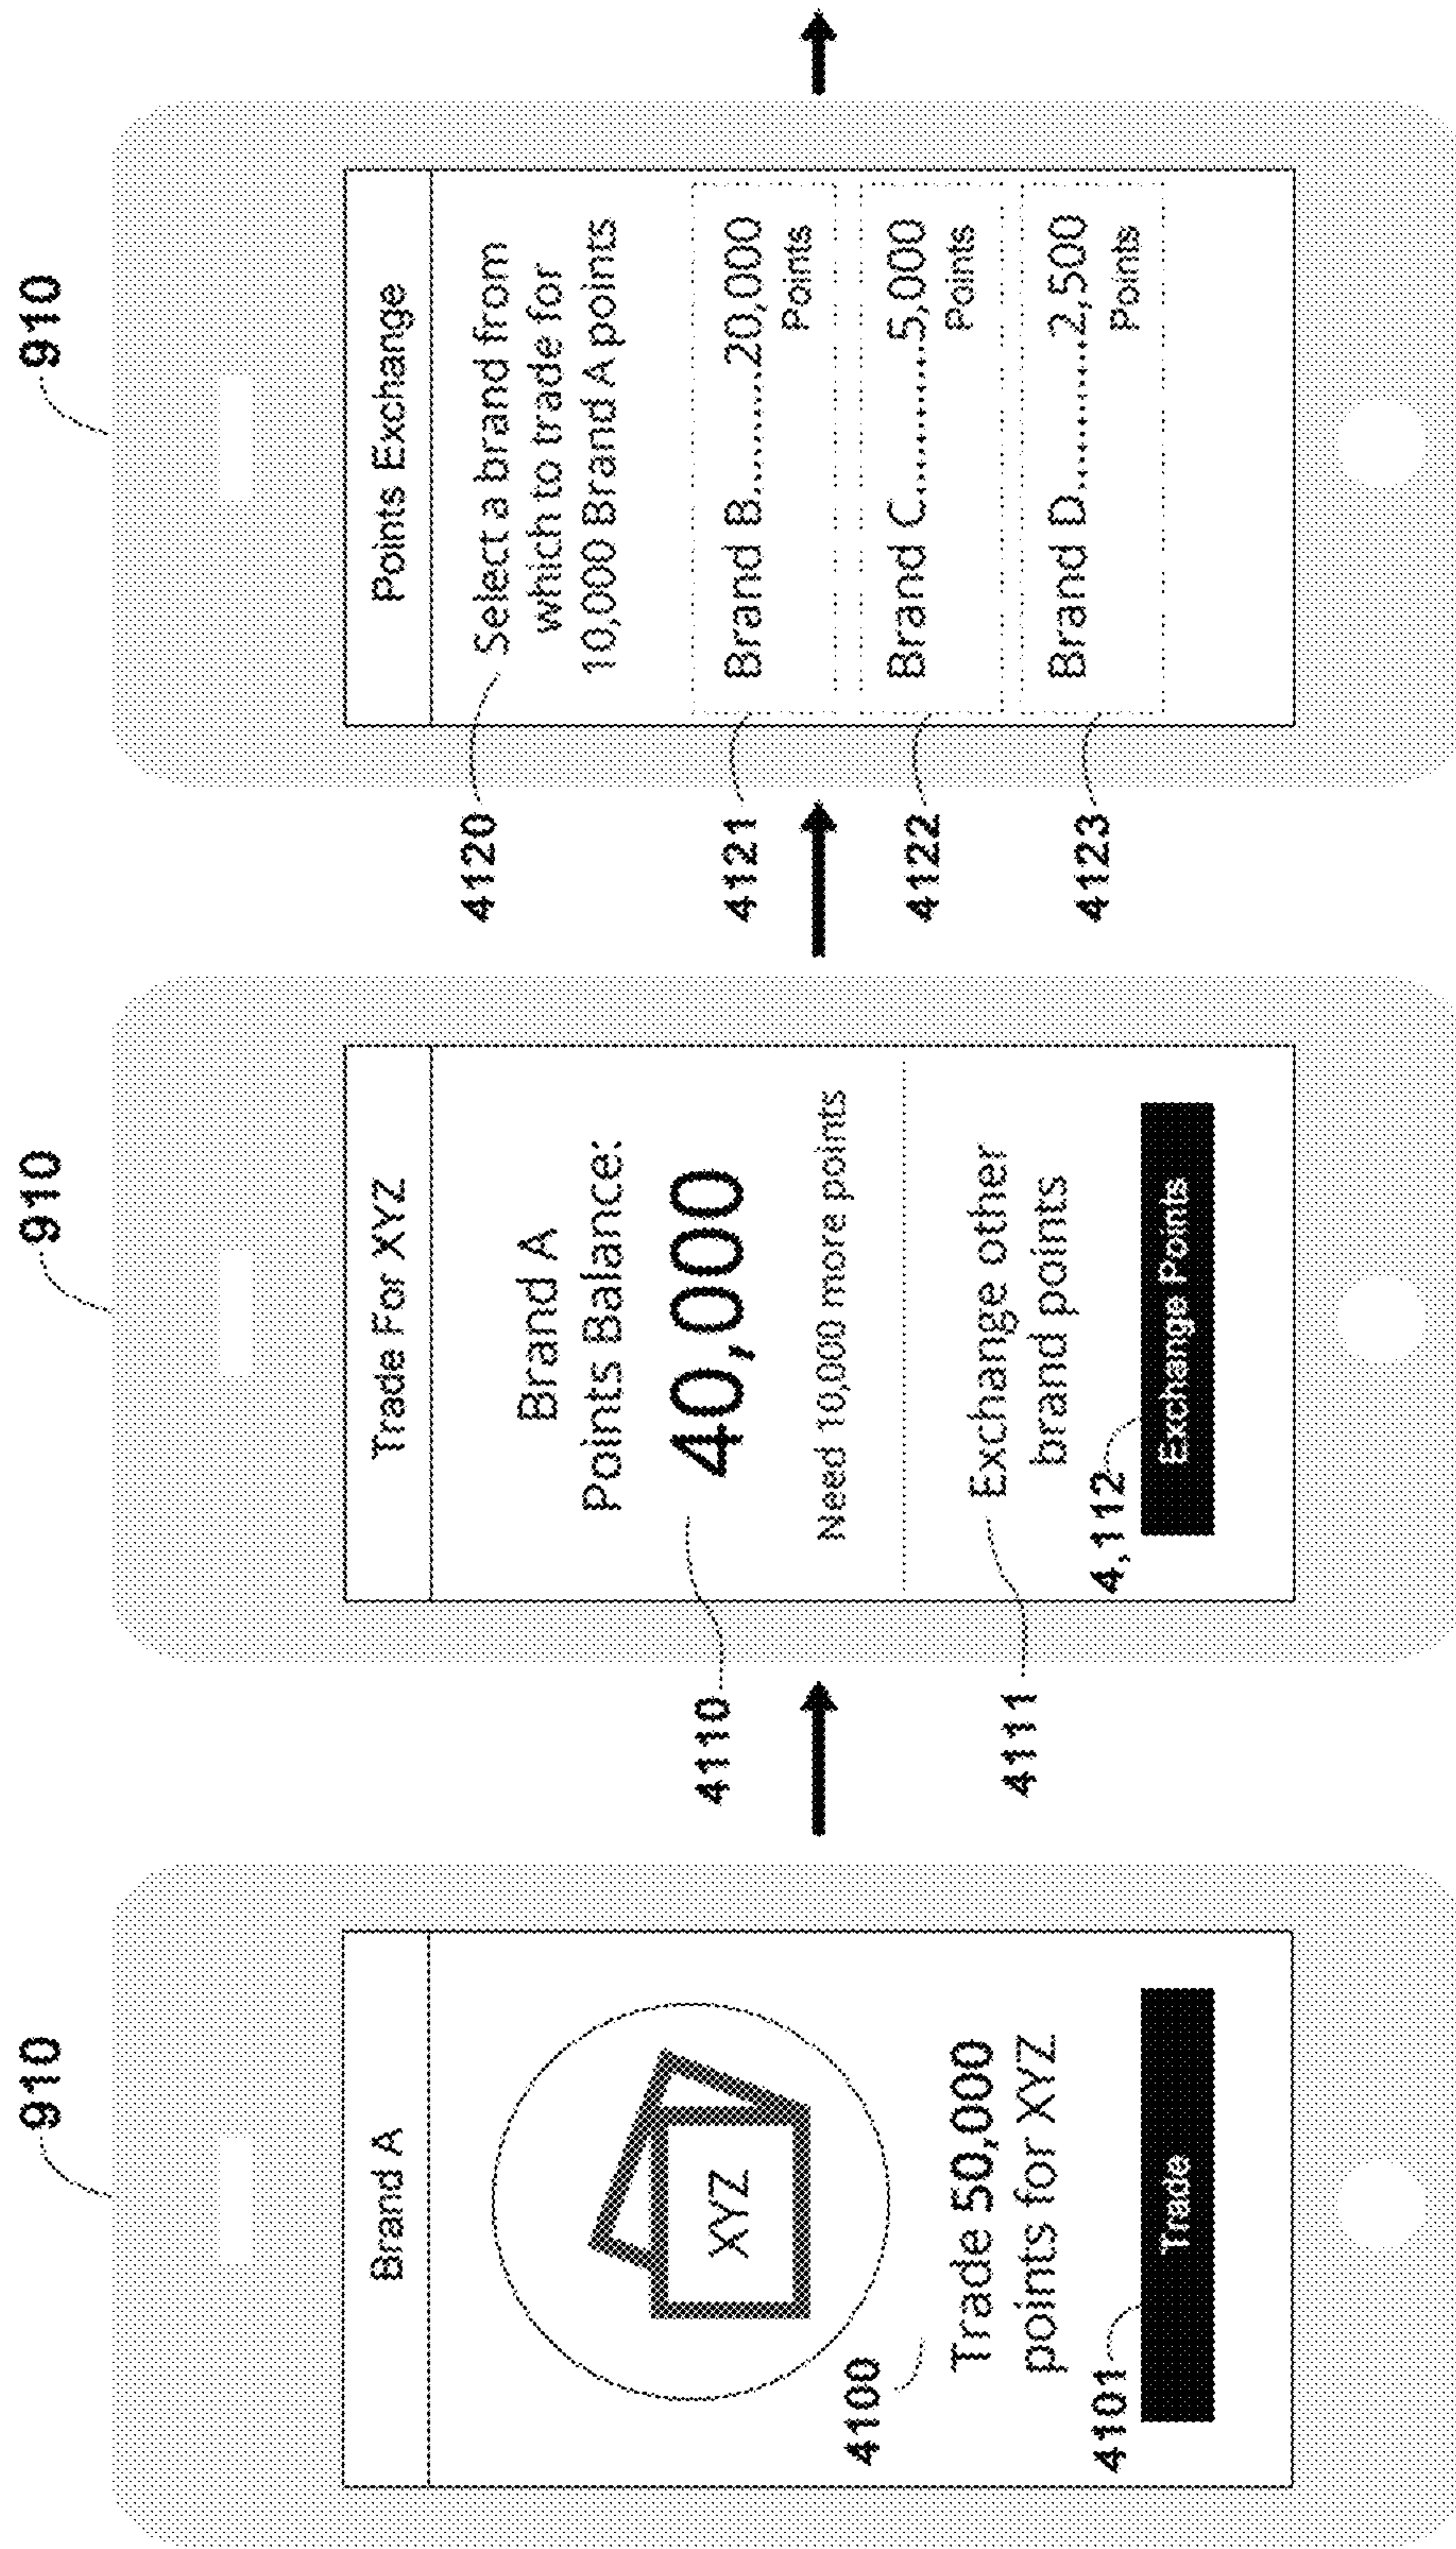 910
Brand A
XYZ
4100
Trade 50,000
points for XYZ
4101
Trade
910
Trade For XYZ
Brand A
Points Balance:
4110
40,000
Need 10,000 more points
4111
Exchange other
brand points
4,112
Exchange Points
910
Points Exchange
4120
Select a brand from
which to trade for
10,000 Brand A points
4121
Brand B..........20,000
Points
4122
Brand C............5,000
Points
4123
Brand D............2,500
Points